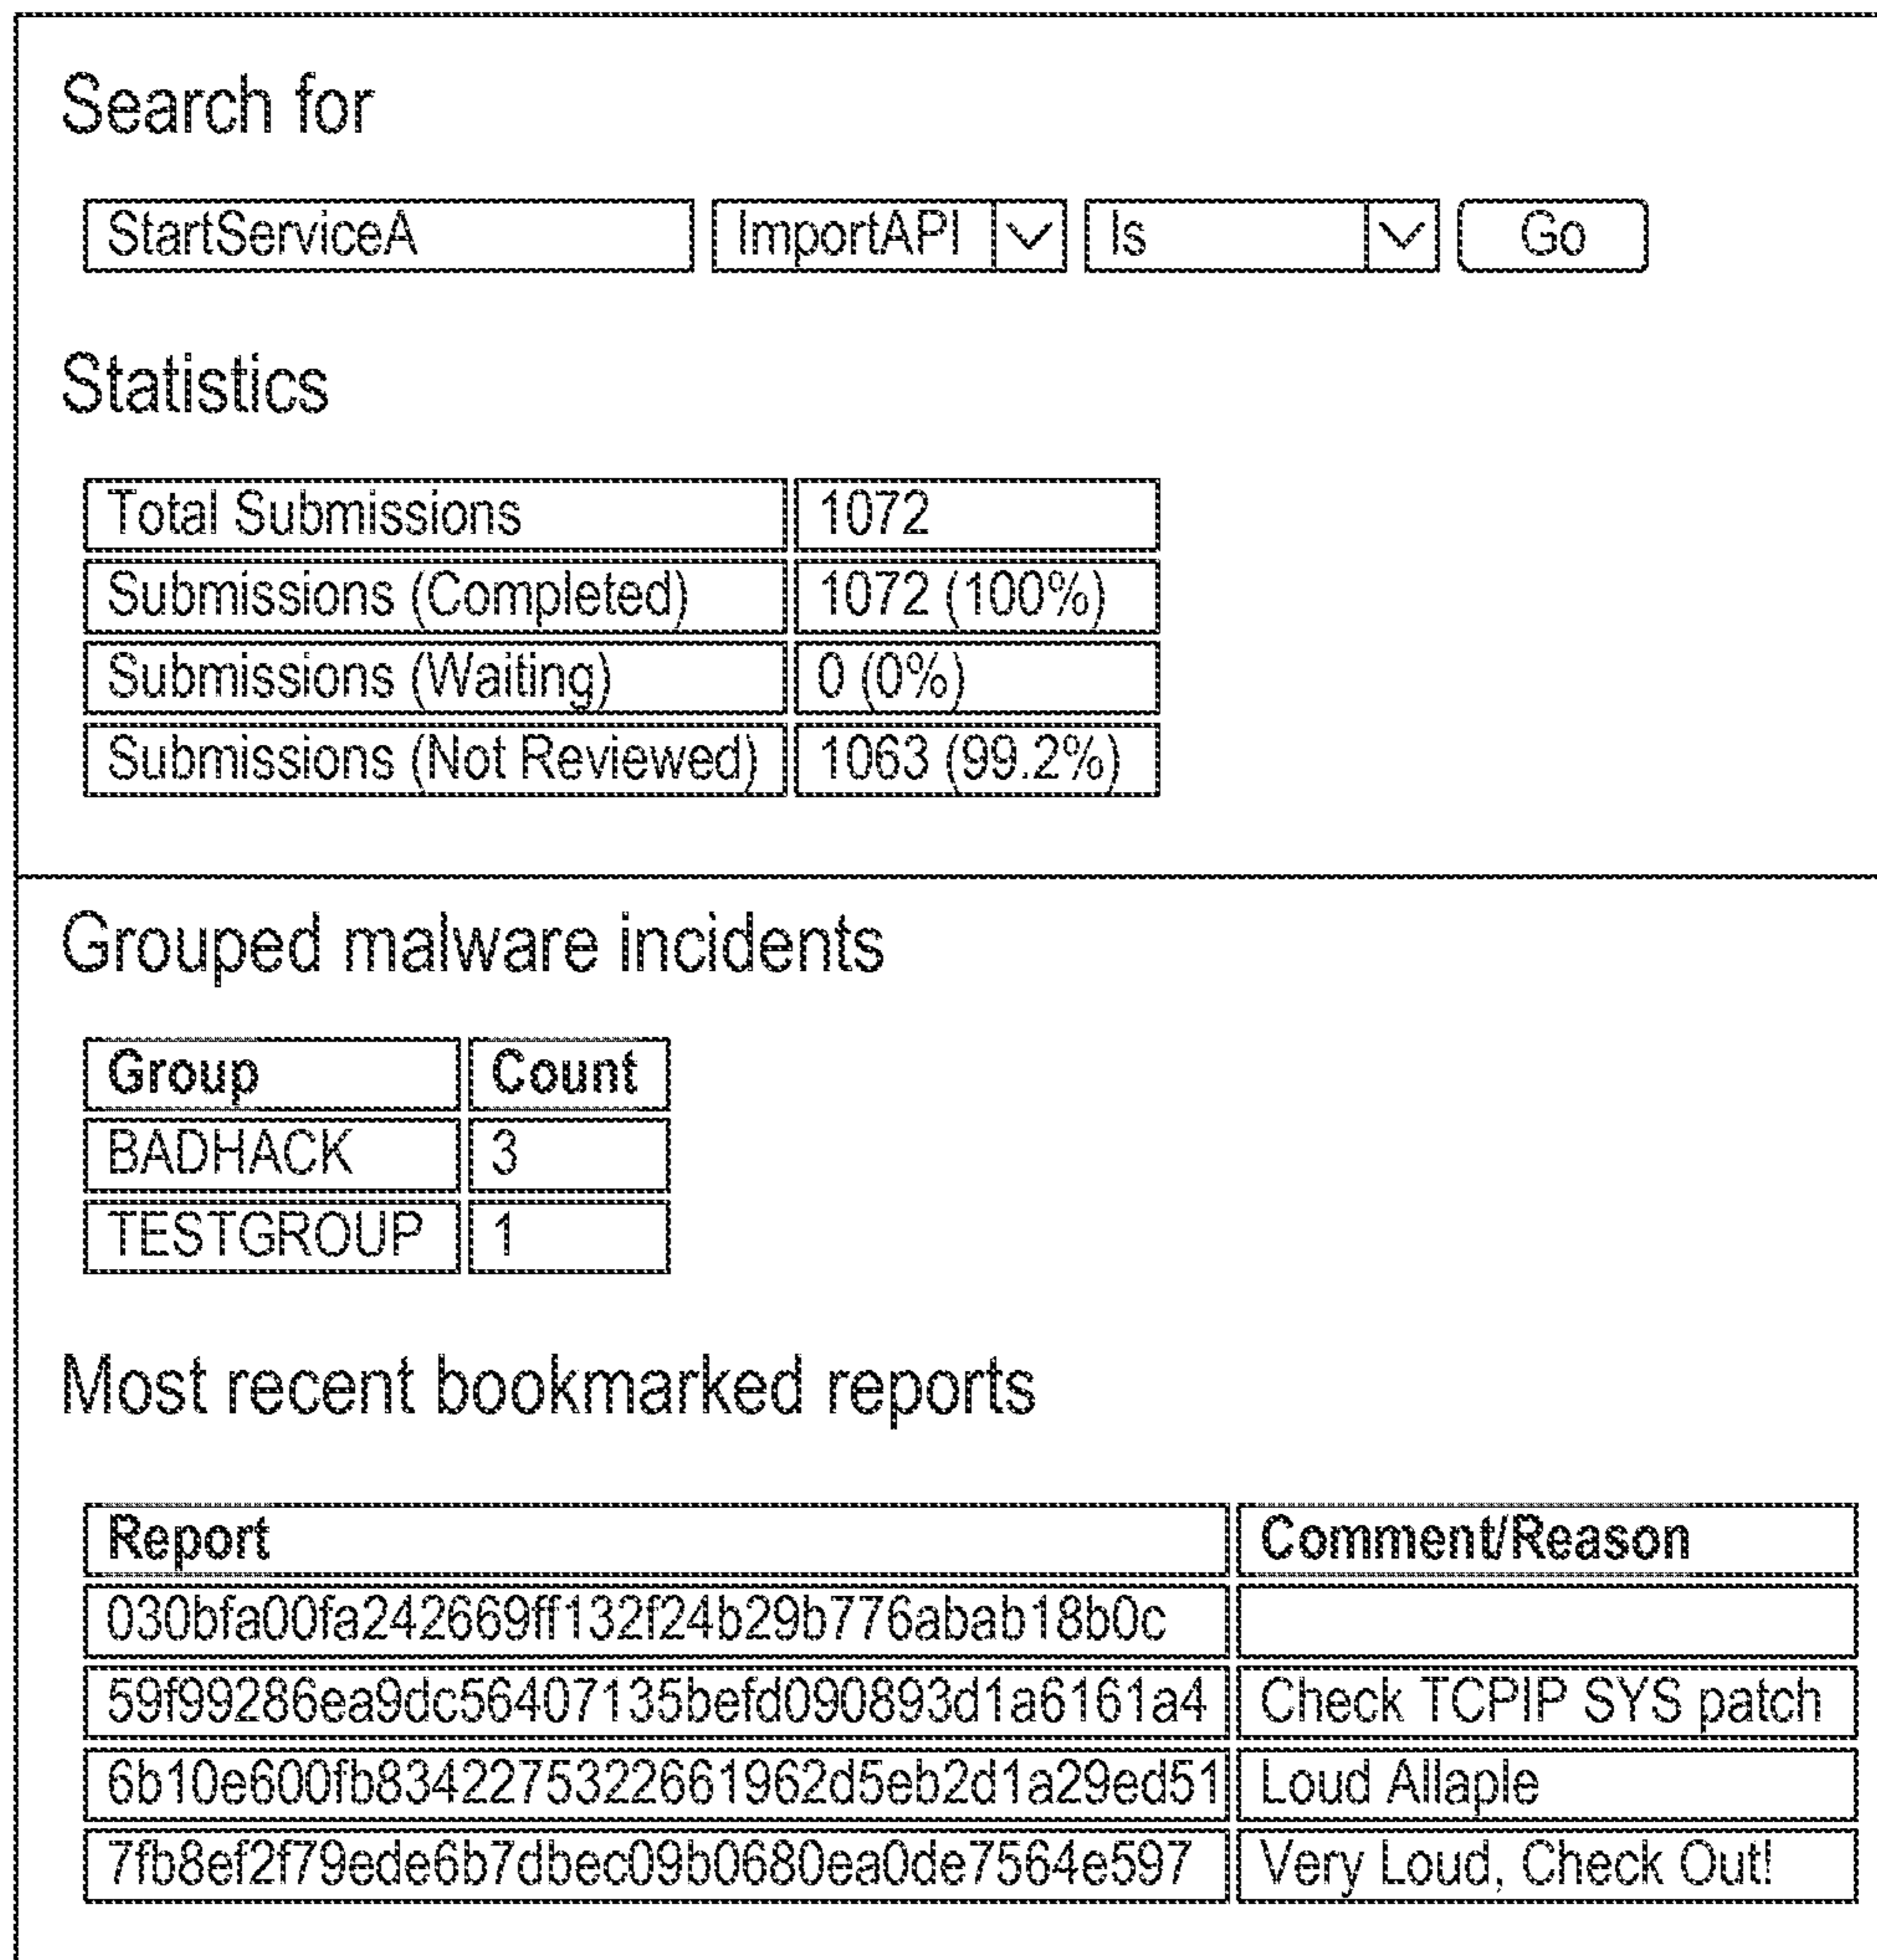 Search for
StartServiceA ImportAPI Is Go
Statistics
Total Submissions 1072
Submissions (Completed) 1072 (100%)
Submissions (Waiting) 0 (0%)
Submissions (Not Reviewed) 1063 (99.2%)
Grouped malware incidents
Group Count
BADHACK 3
TESTGROUP 1
Most recent bookmarked reports
Report Comment/Reason
030bfa00fa242669ff132f24b29b776abab18b0c
59f99286ea9dc56407135befd090893d1a6161a4 Check TCPIP SYS patch
6b10e600fb83422753226619​62d5eb2d1a29ed51 Loud Allaple
7fb8ef2f79ede6b7dbec09b0680ea0de7564e597 Very Loud, Check Out!